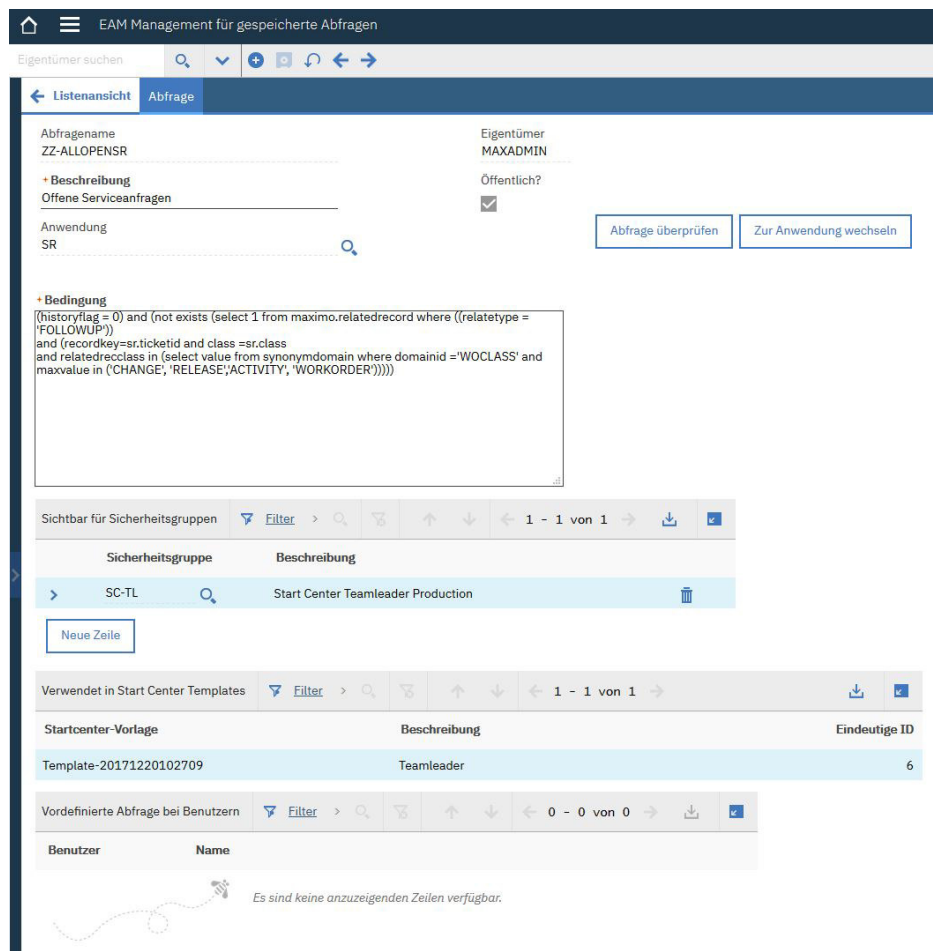 EAM Management für gespeicherte Abfragen
Eigentümer suchen
Listenansicht Abfrage
Abfragename Eigentümer
ZZ-ALLOPENSR MAXADMIN
+Beschreibung Öffentlich?
Offene Serviceanfragen
Anwendung
SR
Abfrage überprüfen Zur Anwendung wechseln
+Bedingung
(historyflag = 0) and (not exists (select 1 from maximo.relatedrecord where ((relatetype =
'FOLLOWUP'))
and (recordkey=sr.ticketid and class =sr.class
and relatedrecclass in (select value from synonymdomain where domainid ='WOCLASS' and
maxvalue in ('CHANGE', 'RELEASE','ACTIVITY', 'WORKORDER')))))
Sichtbar für Sicherheitsgruppen Filter > 1 - 1 von 1
Sicherheitsgruppe Beschreibung
SC-TL Start Center Teamleader Production
Neue Zeile
Verwendet in Start Center Templates Filter > 1 - 1 von 1
Startcenter-Vorlage Beschreibung Eindeutige ID
Template-20171220102709 Teamleader 6
Vordefinierte Abfrage bei Benutzern Filter > 0 - 0 von 0
Benutzer Name
Es sind keine anzuzeigenden Zeilen verfügbar.